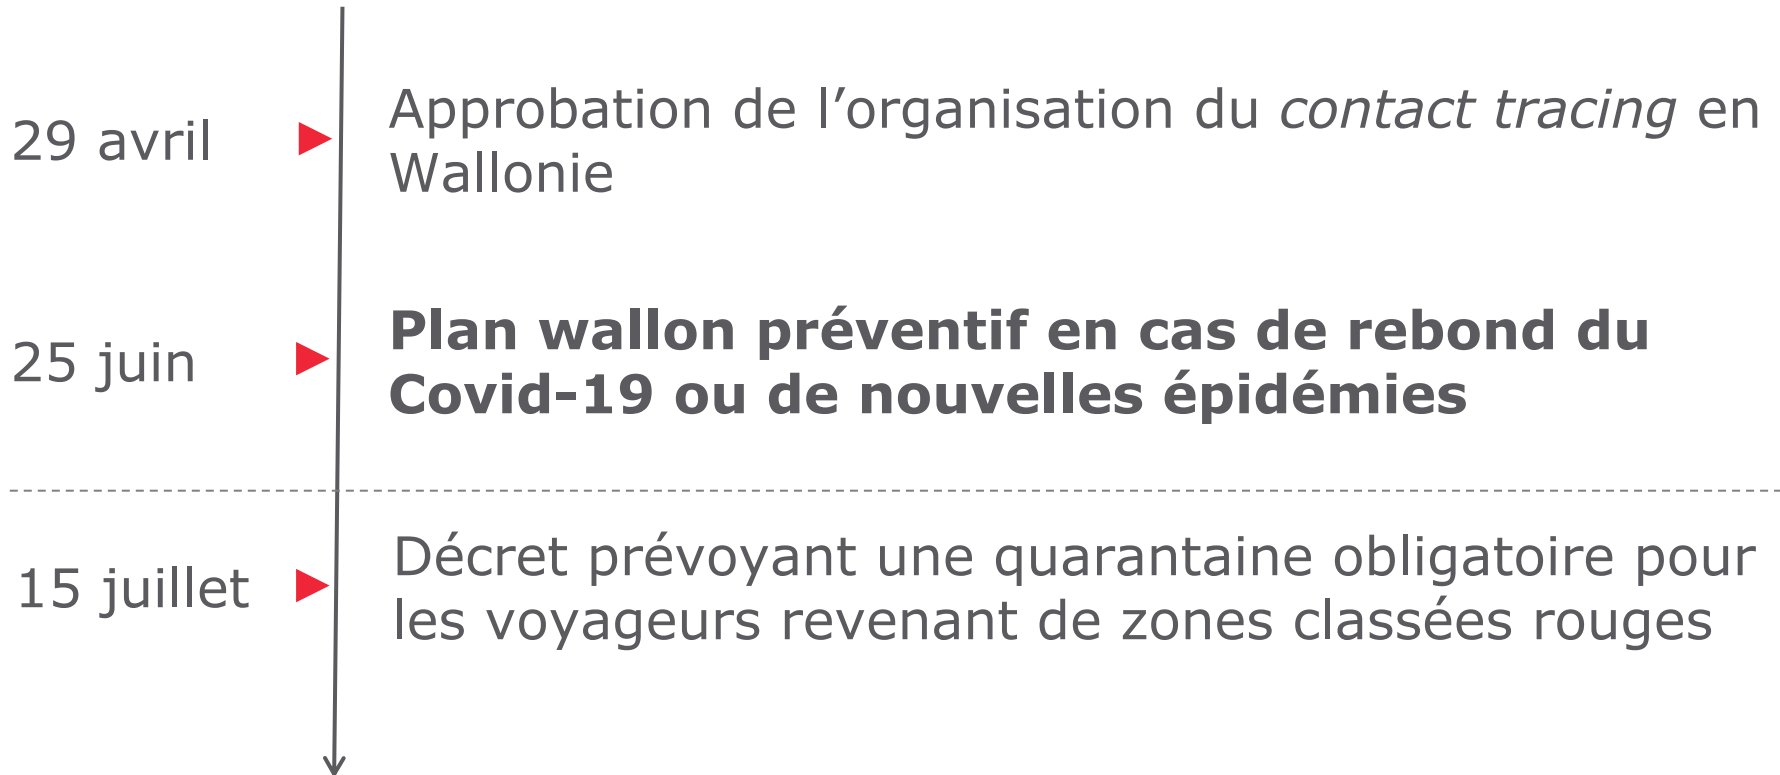 29 avril
Approbation de l’organisation du contact tracing en
Wallonie
25 juin
Plan wallon préventif en cas de rebond du
Covid-19 ou de nouvelles épidémies
15 juillet
Décret prévoyant une quarantaine obligatoire pour
les voyageurs revenant de zones classées rouges